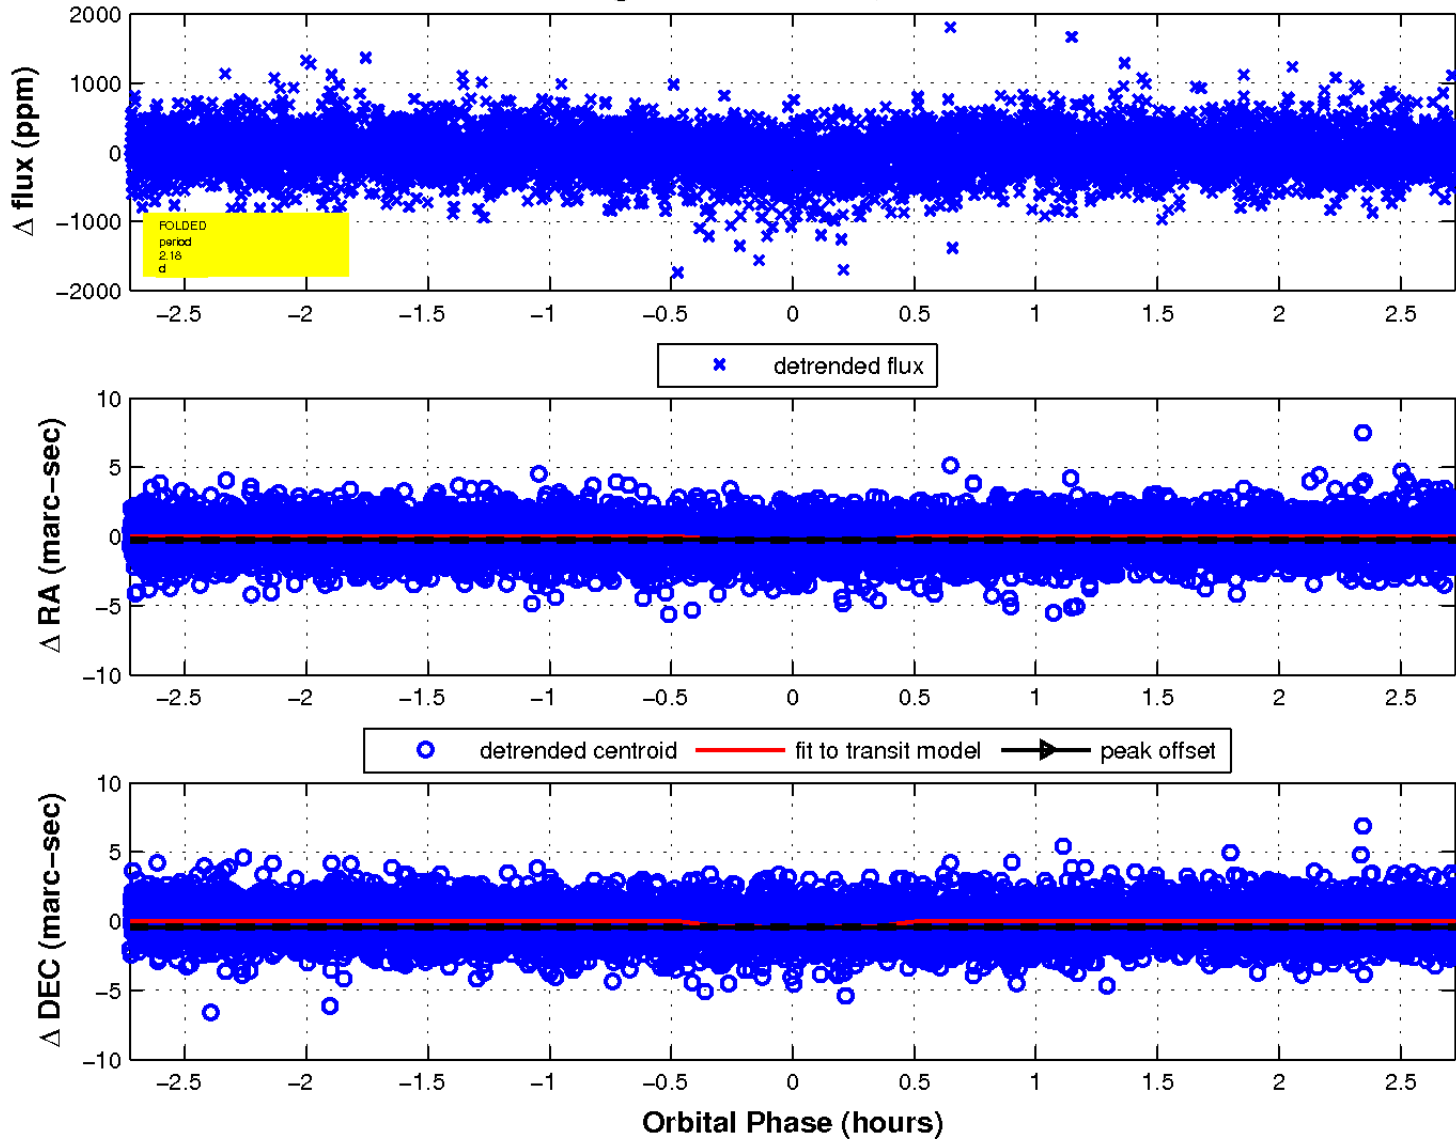 2000
1000
0
−1000
−2000
Δ flux (ppm)
FOLDED
period
2.18
d
−2.5 −2 −1.5 −1 −0.5 0 0.5 1 1.5 2 2.5
detrended flux
10
5
0
−5
−10
Δ RA (marc−sec)
−2.5 −2 −1.5 −1 −0.5 0 0.5 1 1.5 2 2.5
detrended centroid fit to transit model peak offset
10
5
0
−5
−10
Δ DEC (marc−sec)
−2.5 −2 −1.5 −1 −0.5 0 0.5 1 1.5 2 2.5
Orbital Phase (hours)